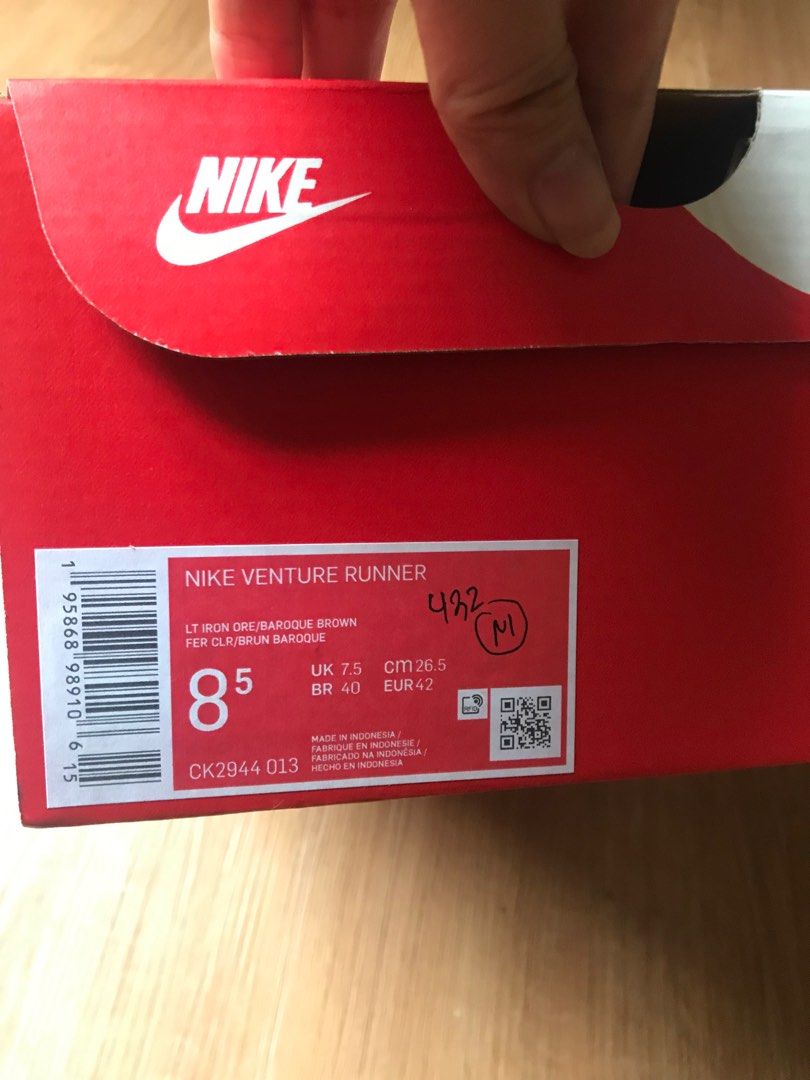 NIKE
NIKE VENTURE RUNNER
432
M
LT IRON ORE/BAROQUE BROWN
FER CLR/BRUN BAROQUE
8 5
UK 7.5 cm 26.5
BR 40 EUR 42
RFID
CK2944 013
MADE IN INDONESIA /
FABRIQUE EN INDONESIE /
FABRICADO NA INDONÉSIA /
HECHO EN INDONESIA
1 95868 98910 6 15